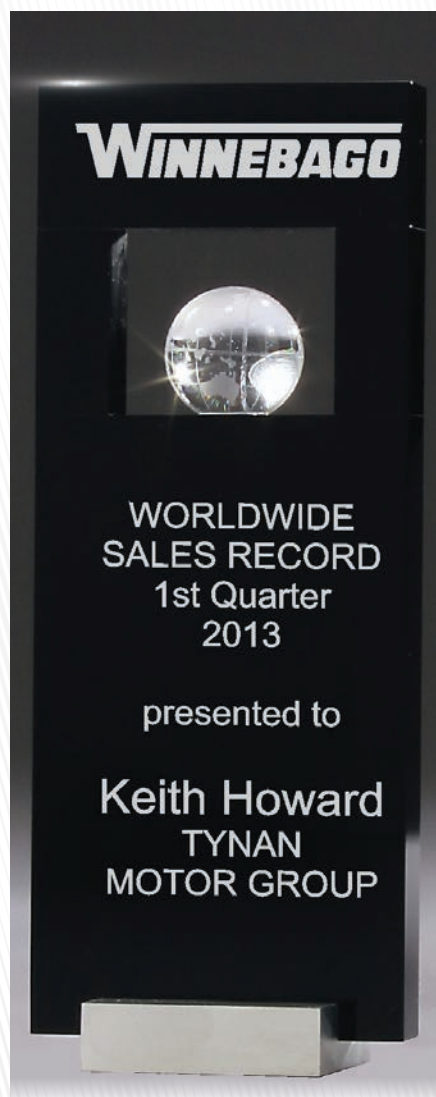 WINNEBAGO
WORLDWIDE
SALES RECORD
1st Quarter
2013
presented to
Keith Howard
TYNAN
MOTOR GROUP